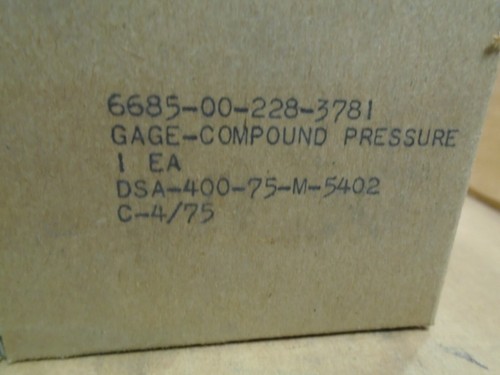 6685-00-228-3781
GAGE-COMPOUND PRESSURE
1 EA
DSA-400-75-M-5402
C-4/75